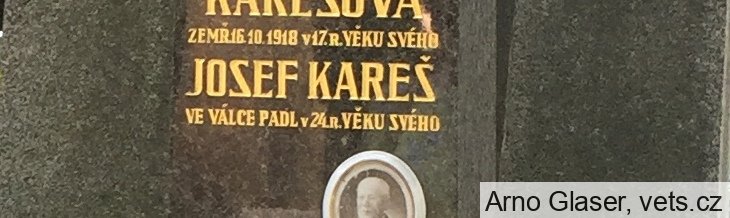 KAREŠOVÁ
ZEMŘ.16.10.1918 v 17.R.VĚKU SVÉHO
JOSEF KAREŠ
VE VÁLCE PADL v 24.R.VĚKU SVÉHO
Arno Glaser, vets.cz